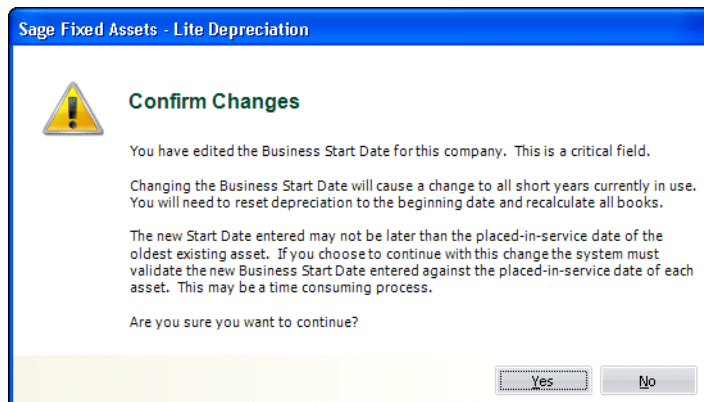 Sage Fixed Assets - Lite Depreciation
Confirm Changes
You have edited the Business Start Date for this company.  This is a critical field.
Changing the Business Start Date will cause a change to all short years currently in use.
You will need to reset depreciation to the beginning date and recalculate all books.
The new Start Date entered may not be later than the placed-in-service date of the
oldest existing asset.  If you choose to continue with this change the system must
validate the new Business Start Date entered against the placed-in-service date of each
asset.  This may be a time consuming process.
Are you sure you want to continue?
Yes No